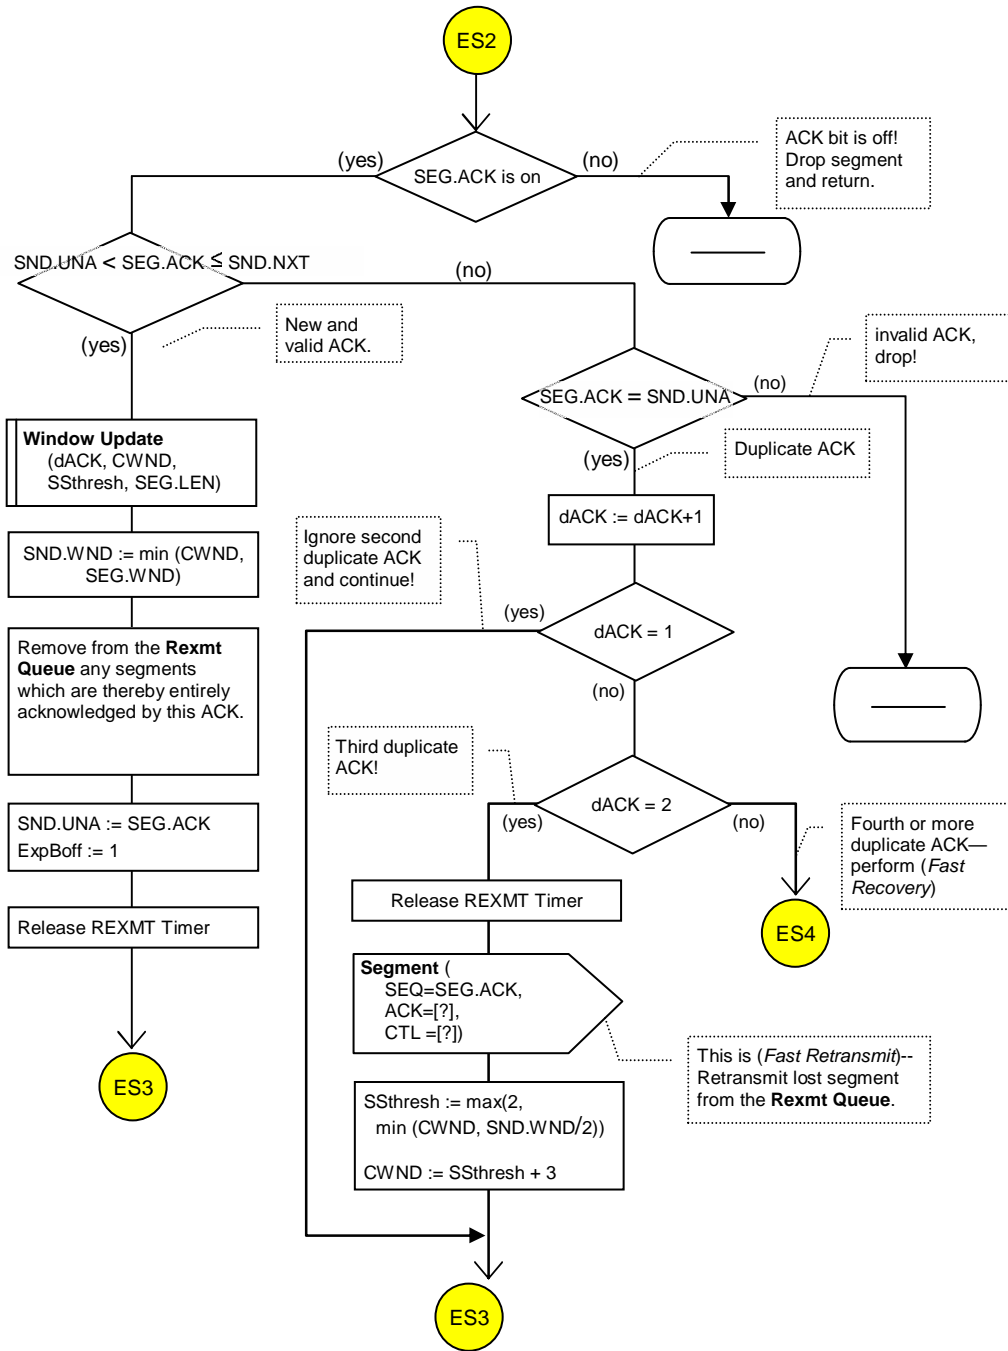 ES2
SEG.ACK is on
(yes)
(no)
ACK bit is off!
Drop segment
and return.
SND.UNA < SEG.ACK ≤ SND.NXT
(no)
(yes)
New and
valid ACK.
invalid ACK,
drop!
SEG.ACK = SND.UNA
(no)
(yes)
Duplicate ACK
Window Update
(dACK, CWND,
SSthresh, SEG.LEN)
dACK := dACK+1
SND.WND := min (CWND,
SEG.WND)
Ignore second
duplicate ACK
and continue!
(yes)
dACK = 1
(no)
Remove from the Rexmt
Queue any segments
which are thereby entirely
acknowledged by this ACK.
Third duplicate
ACK!
dACK = 2
(yes)
(no)
SND.UNA := SEG.ACK
ExpBoff := 1
Fourth or more
duplicate ACK—
perform (Fast
Recovery)
Release REXMT Timer
Release REXMT Timer
ES4
Segment (
SEQ=SEG.ACK,
ACK=[?],
CTL =[?])
ES3
This is (Fast Retransmit)--
Retransmit lost segment
from the Rexmt Queue.
SSthresh := max(2,
min (CWND, SND.WND/2))
CWND := SSthresh + 3
ES3